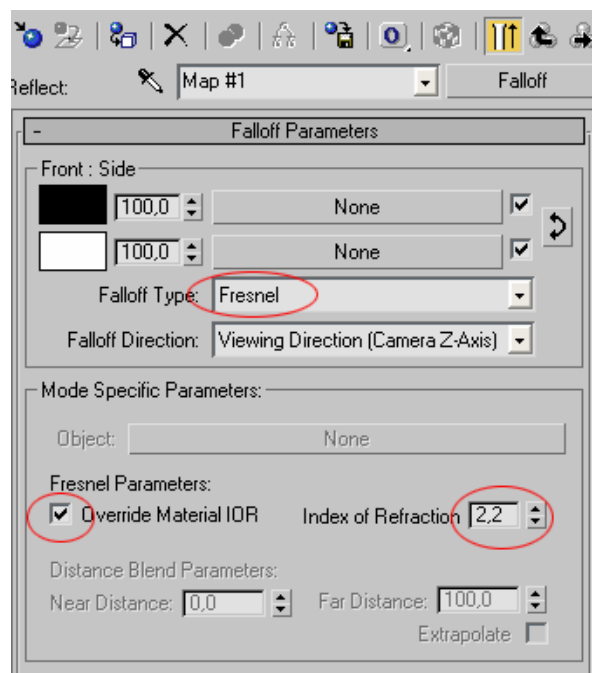 0
Reflect: Map #1 Falloff
- Falloff Parameters
Front : Side
100,0 None
100,0 None
Falloff Type: Fresnel
Falloff Direction: Viewing Direction (Camera Z-Axis)
Mode Specific Parameters:
Object: None
Fresnel Parameters:
Override Material IOR Index of Refraction 2,2
Distance Blend Parameters:
Near Distance: 0,0 Far Distance: 100,0
Extrapolate